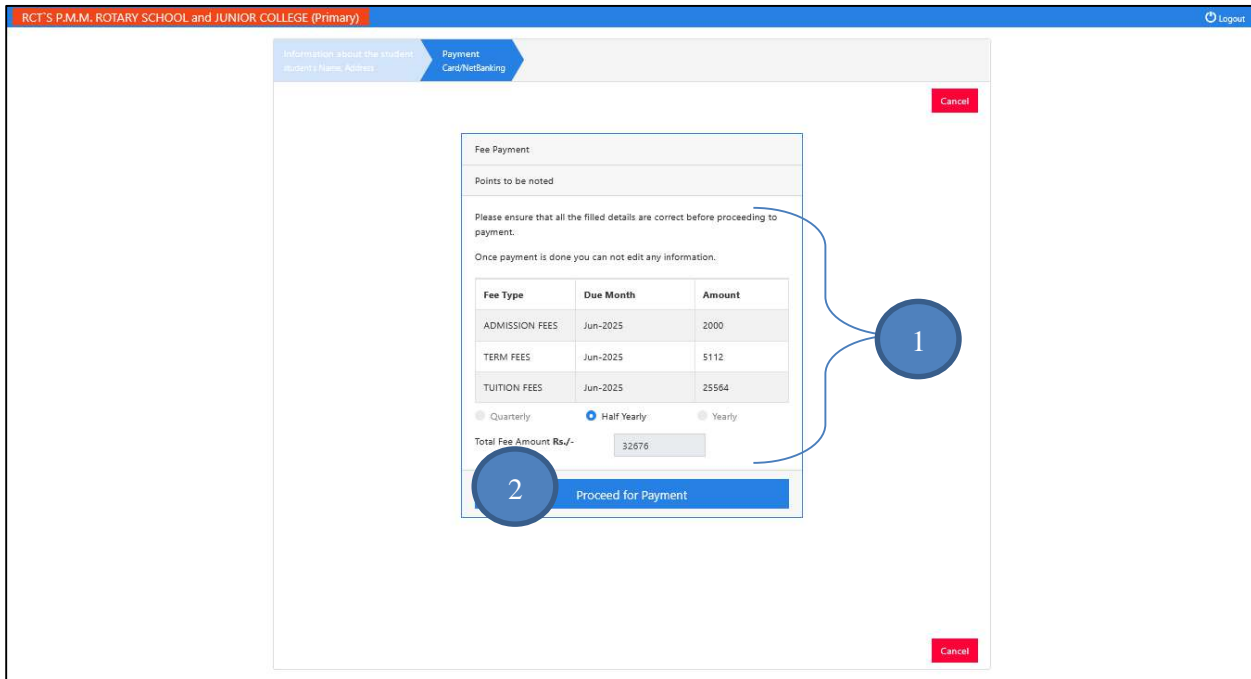 RCT'S P.M.M. ROTARY SCHOOL and JUNIOR COLLEGE (Primary)
Logout
Information about the student
student's Name, Address
Payment
Card/NetBanking
Cancel
Fee Payment
Points to be noted
Please ensure that all the filled details are correct before proceeding to
payment.
Once payment is done you can not edit any information.
Fee Type Due Month Amount
ADMISSION FEES Jun-2025 2000
TERM FEES Jun-2025 5112
TUITION FEES Jun-2025 25564
Quarterly Half Yearly Yearly
Total Fee Amount Rs./- 32676
1
2
Proceed for Payment
Cancel